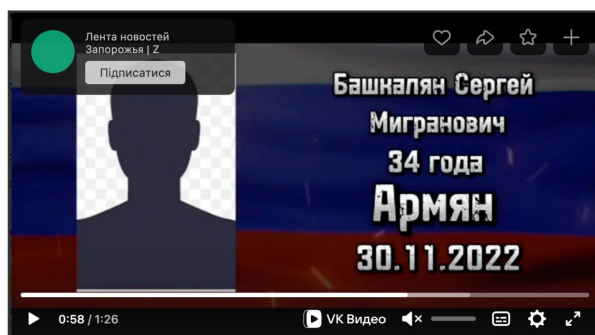 Лента новостей
Запорожья | Z
Підписатися
Башкалян Сергей
Мигранович
34 года
Армян
30.11.2022
0:58 / 1:26
VK Видео